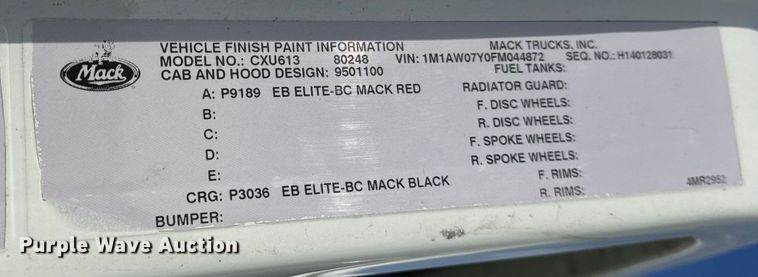 Mack
VEHICLE FINISH PAINT INFORMATION MACK TRUCKS, INC.
MODEL NO.: CXU613 80248 VIN: 1M1AW07Y0FM044872 SEQ. NO.: H140128031
CAB AND HOOD DESIGN: 9501100 FUEL TANKS:
A: P9189 EB ELITE-BC MACK RED RADIATOR GUARD:
B: F. DISC WHEELS:
C: R. DISC WHEELS:
D: F. SPOKE WHEELS:
E: R. SPOKE WHEELS:
CRG: P3036 EB ELITE-BC MACK BLACK F. RIMS: 4MR2952
BUMPER: R. RIMS:
Purple Wave Auction